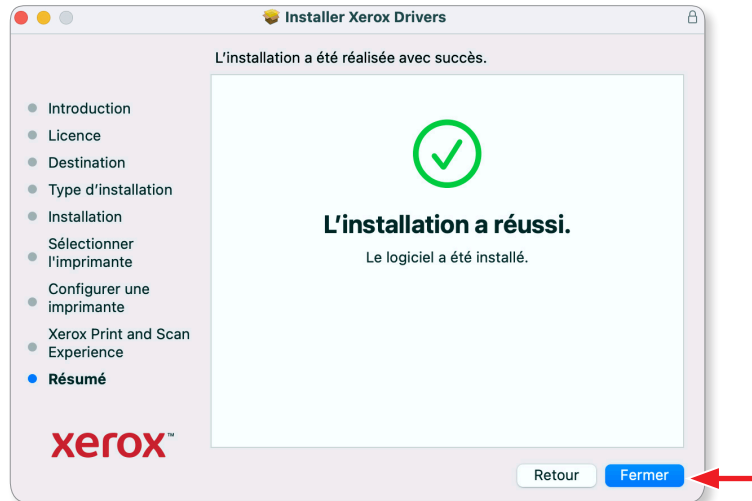 Installer Xerox Drivers
L’installation a été réalisée avec succès.
Introduction
Licence
Destination
Type d’installation
Installation
Sélectionner
l'imprimante
Configurer une
imprimante
Xerox Print and Scan
Experience
Résumé
L’installation a réussi.
Le logiciel a été installé.
xerox™
Retour
Fermer